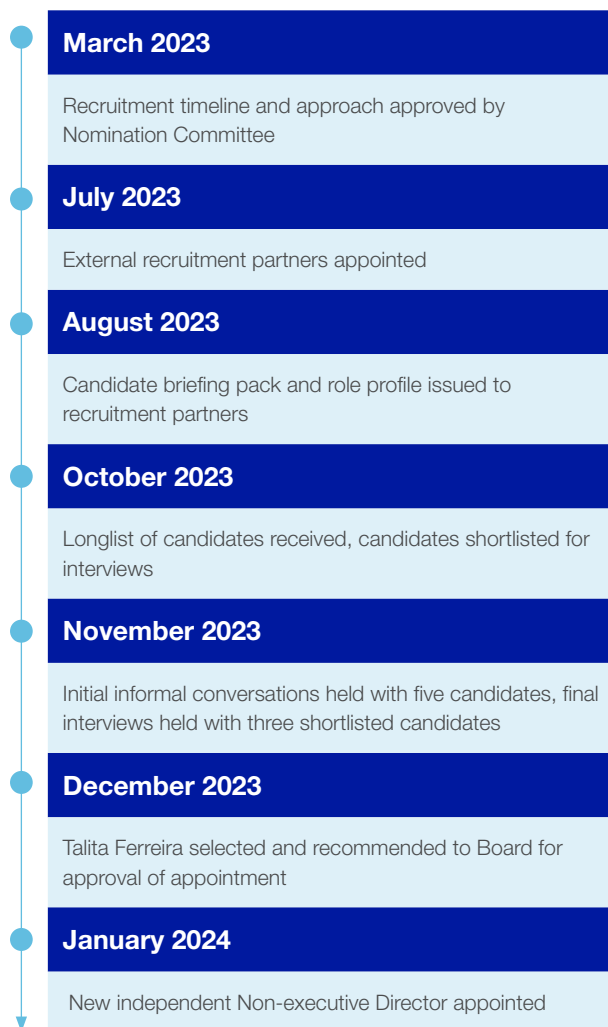 March 2023
Recruitment timeline and approach approved by
Nomination Committee
July 2023
External recruitment partners appointed
August 2023
Candidate briefing pack and role profile issued to
recruitment partners
October 2023
Longlist of candidates received, candidates shortlisted for
interviews
November 2023
Initial informal conversations held with five candidates, final
interviews held with three shortlisted candidates
December 2023
Talita Ferreira selected and recommended to Board for
approval of appointment
January 2024
New independent Non-executive Director appointed